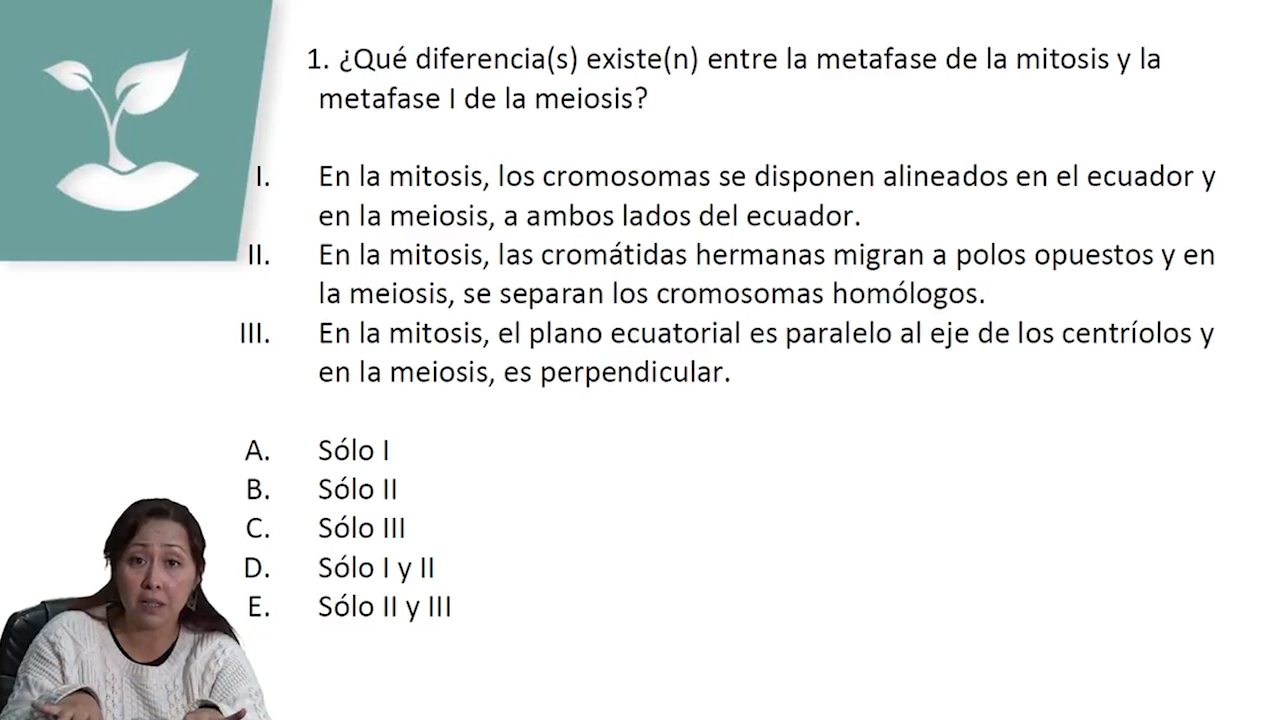 1. ¿Qué diferencia(s) existe(n) entre la metafase de la mitosis y la
metafase I de la meiosis?
I. En la mitosis, los cromosomas se disponen alineados en el ecuador y
en la meiosis, a ambos lados del ecuador.
II. En la mitosis, las cromátidas hermanas migran a polos opuestos y en
la meiosis, se separan los cromosomas homólogos.
III. En la mitosis, el plano ecuatorial es paralelo al eje de los centríolos y
en la meiosis, es perpendicular.
A. Sólo I
B. Sólo II
C. Sólo III
D. Sólo I y II
E. Sólo II y III